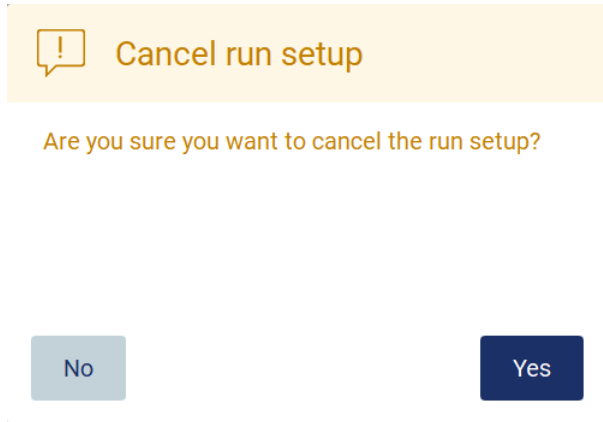 Cancel run setup
Are you sure you want to cancel the run setup?
No
Yes